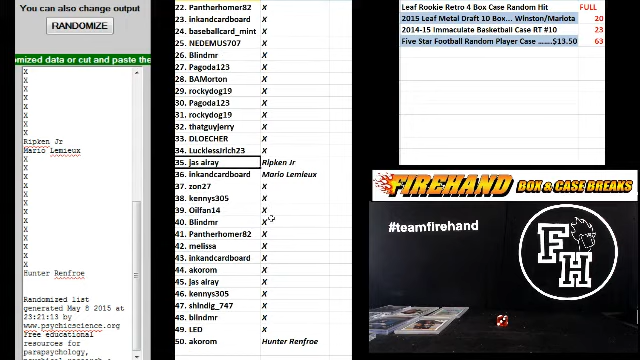 You can also change output
RANDOMIZE
omized data or cut and paste the
X
X
X
X
X
X
X
Ripken Jr
Mario Lemieux
X
X
X
X
X
X
X
X
X
X
X
X
X
Hunter Renfroe
Randomized list
generated May 8 2015 at
23:21:13 by
www.psychicscience.org
Free educational
resources for
parapsychology,
22. Pantherhomer82 X
23. inkandcardboard X
24. baseballcard_mint X
25. NEDEMUS707 X
26. Blindmr X
27. Pagoda123 X
28. BAMorton X
29. rockydog19 X
30. Pagoda123 X
31. rockydog19 X
32. thatguyjerry X
33. DLOECHER X
34. LucklessIrich23 X
35. jas alray Ripken Jr
36. inkandcardboard Mario Lemieux
37. zon27 X
38. kennys305 X
39. Oilfan14 X
40. Blindmr X
41. Pantherhomer82 X
42. melissa X
43. inkandcardboard X
44. akorom X
45. jas alray X
46. kennys305 X
47. shindig_747 X
48. blindmr X
49. LED X
50. akorom Hunter Renfroe
Leaf Rookie Retro 4 Box Case Random Hit FULL
2015 Leaf Metal Draft 10 Box... Winston/Mariota 20
2014-15 Immaculate Basketball Case RT #10 23
Five Star Football Random Player Case ........$13.50 63
FIREHAND BOX & CASE BREAKS
#teamfirehand
FH